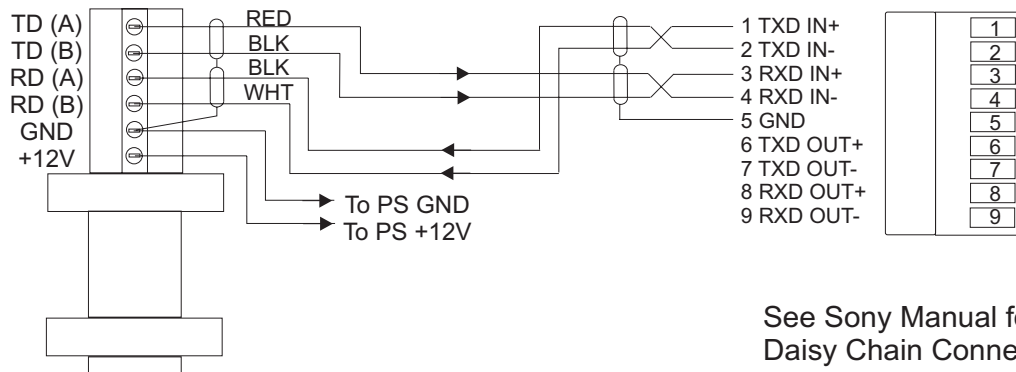 TD (A)
TD (B)
RD (A)
RD (B)
GND
+12V
RED
BLK
BLK
WHT
To PS GND
To PS +12V
1 TXD IN+
2 TXD IN-
3 RXD IN+
4 RXD IN-
5 GND
6 TXD OUT+
7 TXD OUT-
8 RXD OUT+
9 RXD OUT-
1
2
3
4
5
6
7
8
9
See Sony Manual
Daisy Chain